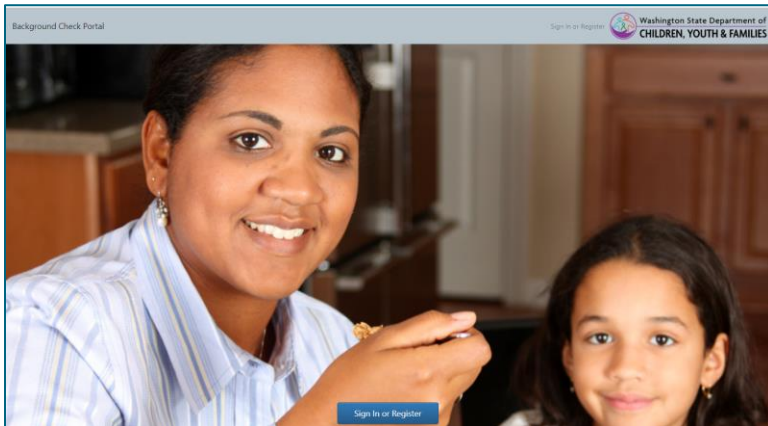 Background Check Portal
Sign In or Register
Washington State Department of
CHILDREN, YOUTH & FAMILIES
Sign In or Register